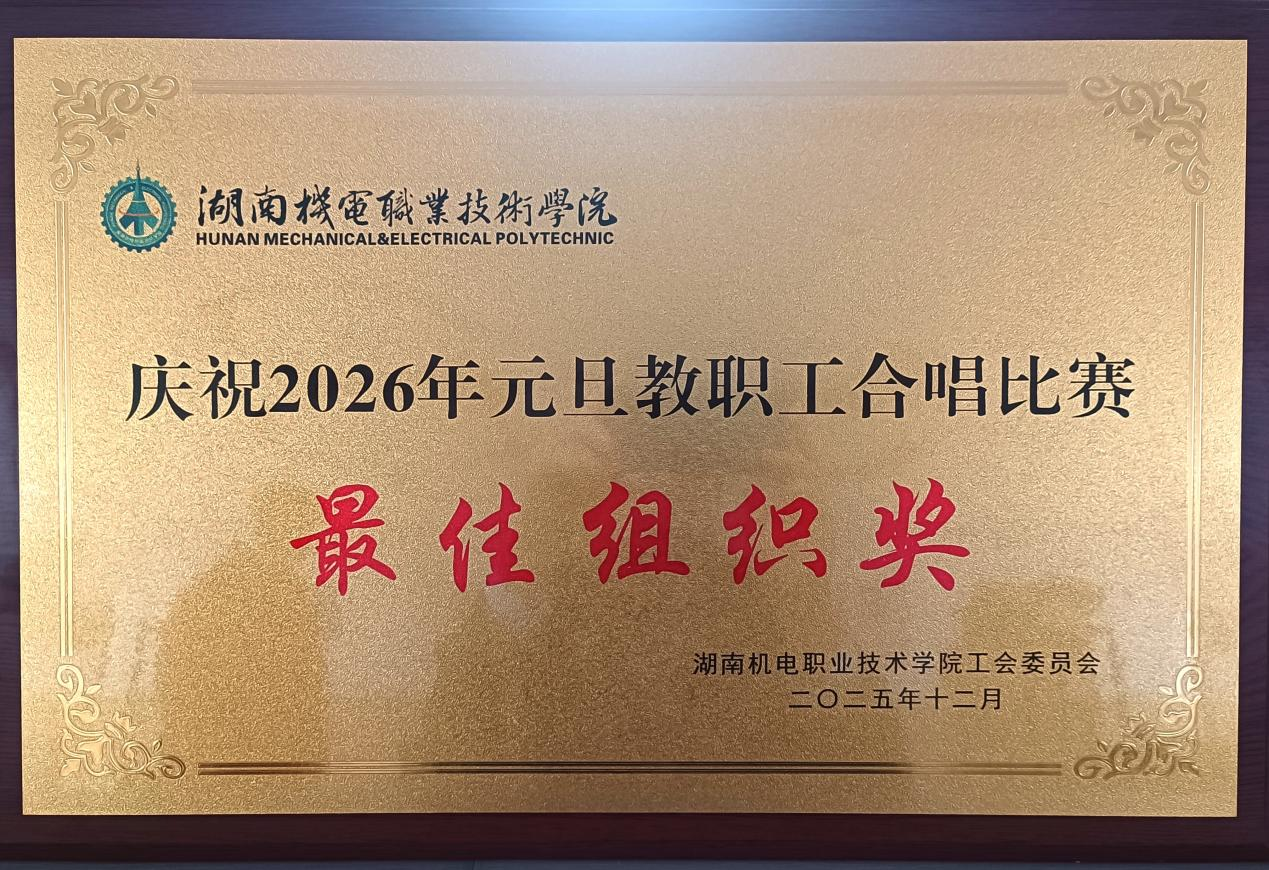 湖南機電職業技術學院
HUNAN MECHANICAL&ELECTRICAL POLYTECHNIC
庆祝2026年元旦教职工合唱比赛
最佳组织奖
湖南机电职业技术学院工会委员会
二〇二五年十二月